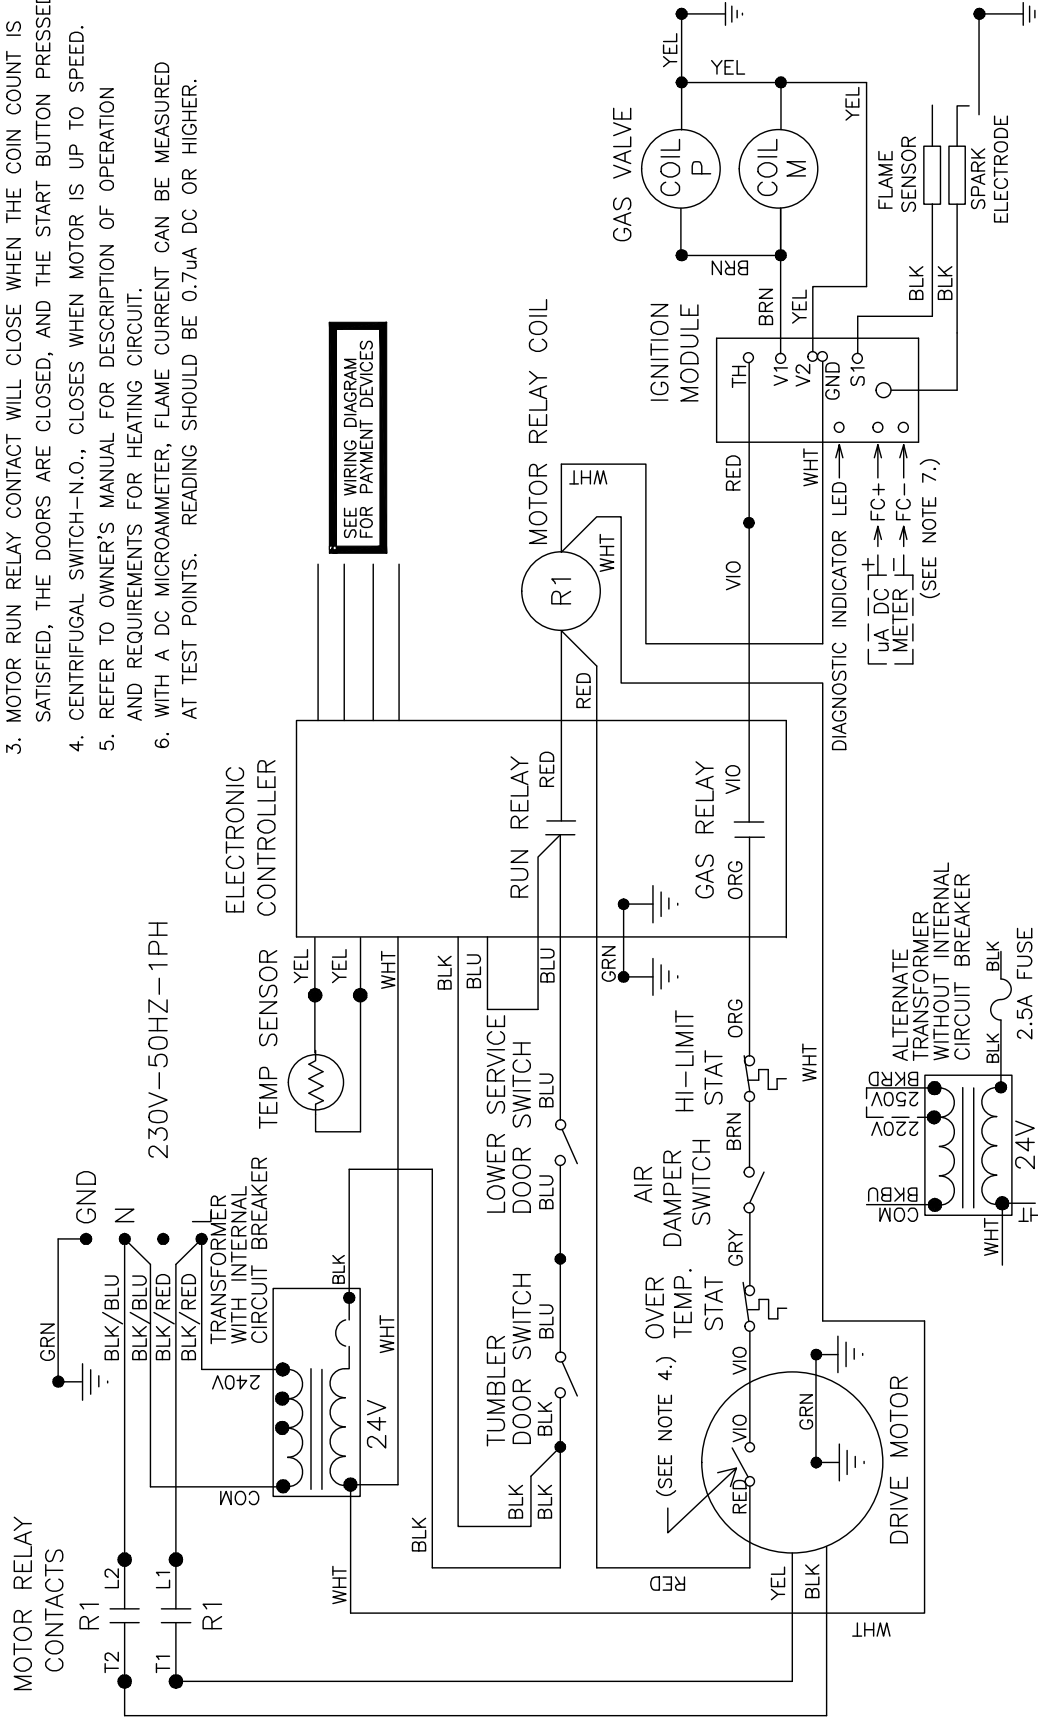 3. MOTOR RUN RELAY CONTACT WILL CLOSE WHEN THE COIN COUNT IS
SATISFIED, THE DOORS ARE CLOSED, AND THE START BUTTON PRESSED
4. CENTRIFUGAL SWITCH-N.O., CLOSES WHEN MOTOR IS UP TO SPEED.
5. REFER TO OWNER'S MANUAL FOR DESCRIPTION OF OPERATION
AND REQUIREMENTS FOR HEATING CIRCUIT.
6. WITH A DC MICROAMMETER, FLAME CURRENT CAN BE MEASURED
AT TEST POINTS. READING SHOULD BE 0.7uA DC OR HIGHER.
MOTOR RELAY
CONTACTS
R1
T2
L2
T1
L1
R1
GRN
GND
N
L
BLK/BLU
BLK/BLU
BLK/RED
BLK/RED
230V-50HZ-1PH
TRANSFORMER
WITH INTERNAL
CIRCUIT BREAKER
COM
240V
24V
BLK
WHT
WHT
BLK
TEMP SENSOR
YEL
YEL
WHT
BLK
BLU
BLU
ELECTRONIC
CONTROLLER
SEE WIRING DIAGRAM
FOR PAYMENT DEVICES
TUMBLER
DOOR SWITCH
BLK
BLK
BLK
BLU
LOWER SERVICE
DOOR SWITCH
BLU
BLU
RUN RELAY
RED
MOTOR RELAY COIL
R1
RED
WHT
WHT
GRN
RED
(SEE NOTE 4.)
OVER
TEMP.
STAT
AIR
DAMPER
SWITCH
HI-LIMIT
STAT
RED
VIO
VIO
GRY
BRN
ORG
GAS RELAY
ORG
VIO
VIO
RED
GRN
DRIVE MOTOR
YEL
BLK
WHT
WHT
IGNITION
MODULE
TH
V1
V2
GND
S1
WHT
DIAGNOSTIC INDICATOR LED
FC+
FC-
+
-
uA DC
METER
(SEE NOTE 7.)
GAS VALVE
COIL
P
COIL
M
YEL
YEL
YEL
BRN
BRN
YEL
FLAME
SENSOR
SPARK
ELECTRODE
BLK
BLK
ALTERNATE
TRANSFORMER
WITHOUT INTERNAL
CIRCUIT BREAKER
COM
BKBU
220V
250V
BKRD
24V
WHT
BLK
BLK
2.5A FUSE